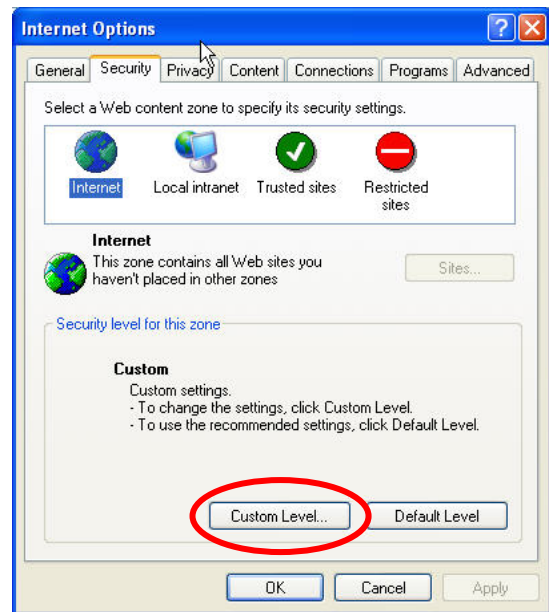 Internet Options
General Security Privacy Content Connections Programs Advanced
Select a Web content zone to specify its security settings.
Internet Local intranet Trusted sites Restricted
sites
Internet
This zone contains all Web sites you
haven't placed in other zones
Sites...
Security level for this zone
Custom
Custom settings.
- To change the settings, click Custom Level.
- To use the recommended settings, click Default Level.
Custom Level... Default Level
OK Cancel Apply